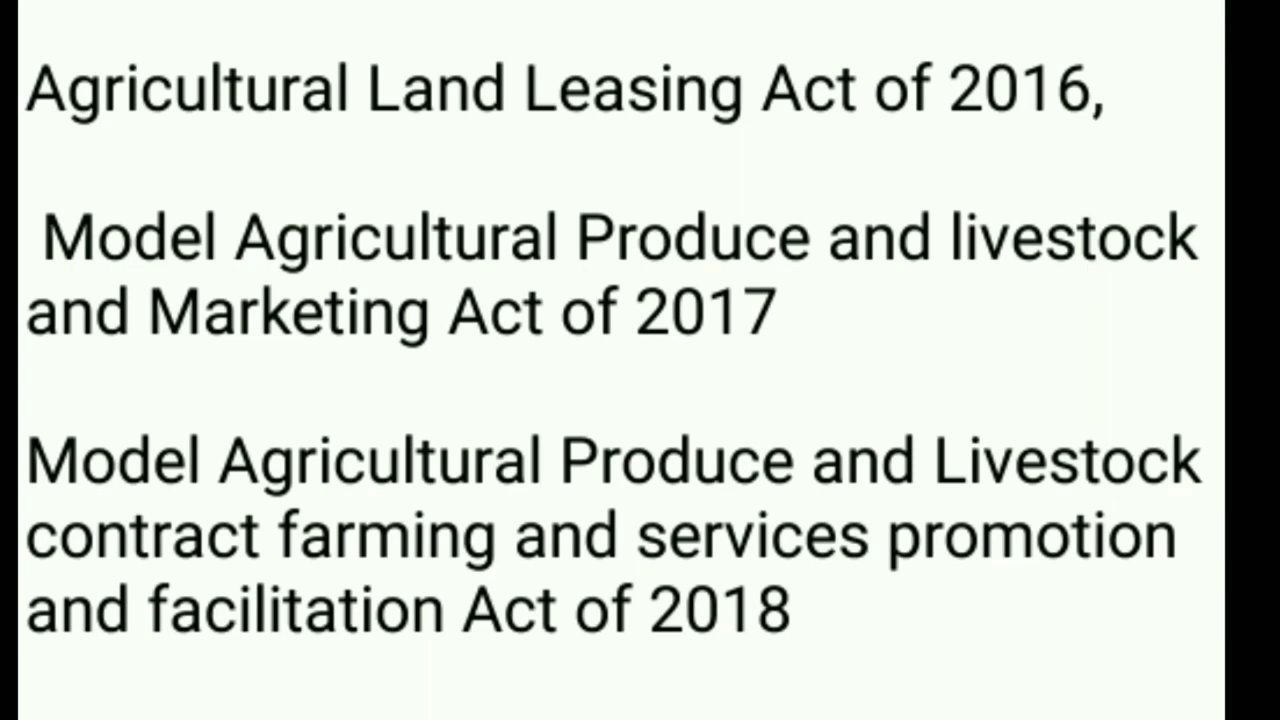 Agricultural Land Leasing Act of 2016,
Model Agricultural Produce and livestock
and Marketing Act of 2017
Model Agricultural Produce and Livestock
contract farming and services promotion
and facilitation Act of 2018